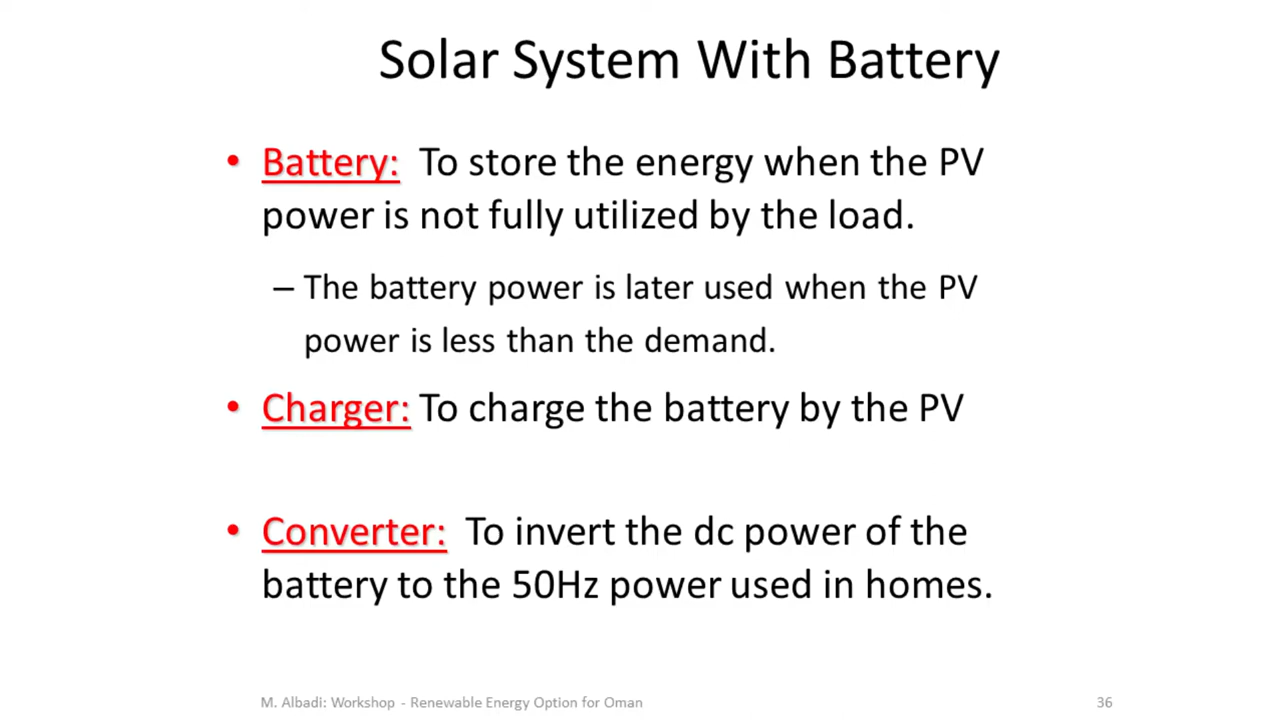 Solar System With Battery
• Battery: To store the energy when the PV
power is not fully utilized by the load.
– The battery power is later used when the PV
power is less than the demand.
• Charger: To charge the battery by the PV
• Converter: To invert the dc power of the
battery to the 50Hz power used in homes.
M. Albadi: Workshop - Renewable Energy Option for Oman
36